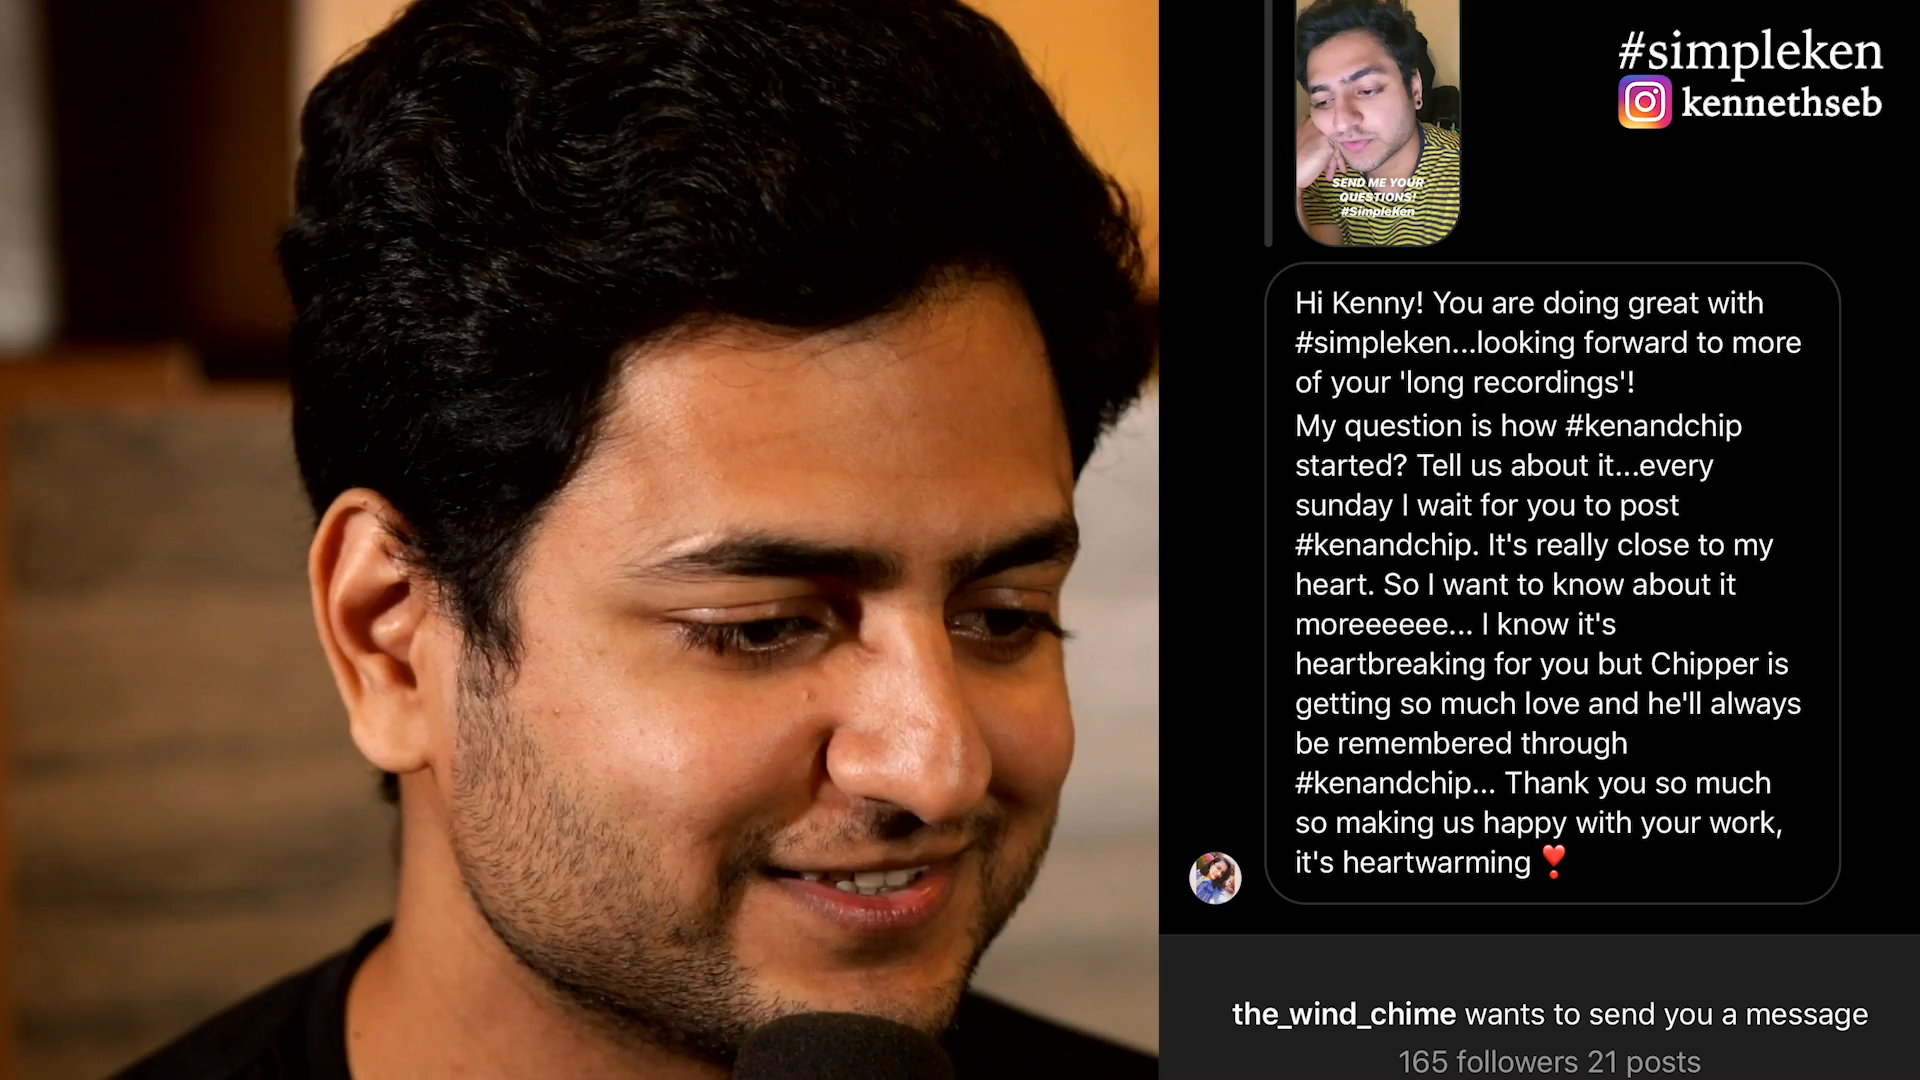 #simpleken
kennethseb
SEND ME YOUR
QUESTIONS!
#SimpleKen
Hi Kenny! You are doing great with
#simpleken...looking forward to more
of your 'long recordings'!
My question is how #kenandchip
started? Tell us about it...every
sunday I wait for you to post
#kenandchip. It's really close to my
heart. So I want to know about it
moreeeeee... I know it's
heartbreaking for you but Chipper is
getting so much love and he'll always
be remembered through
#kenandchip... Thank you so much
so making us happy with your work,
it's heartwarming ❣️
the_wind_chime wants to send you a message
165 followers 21 posts